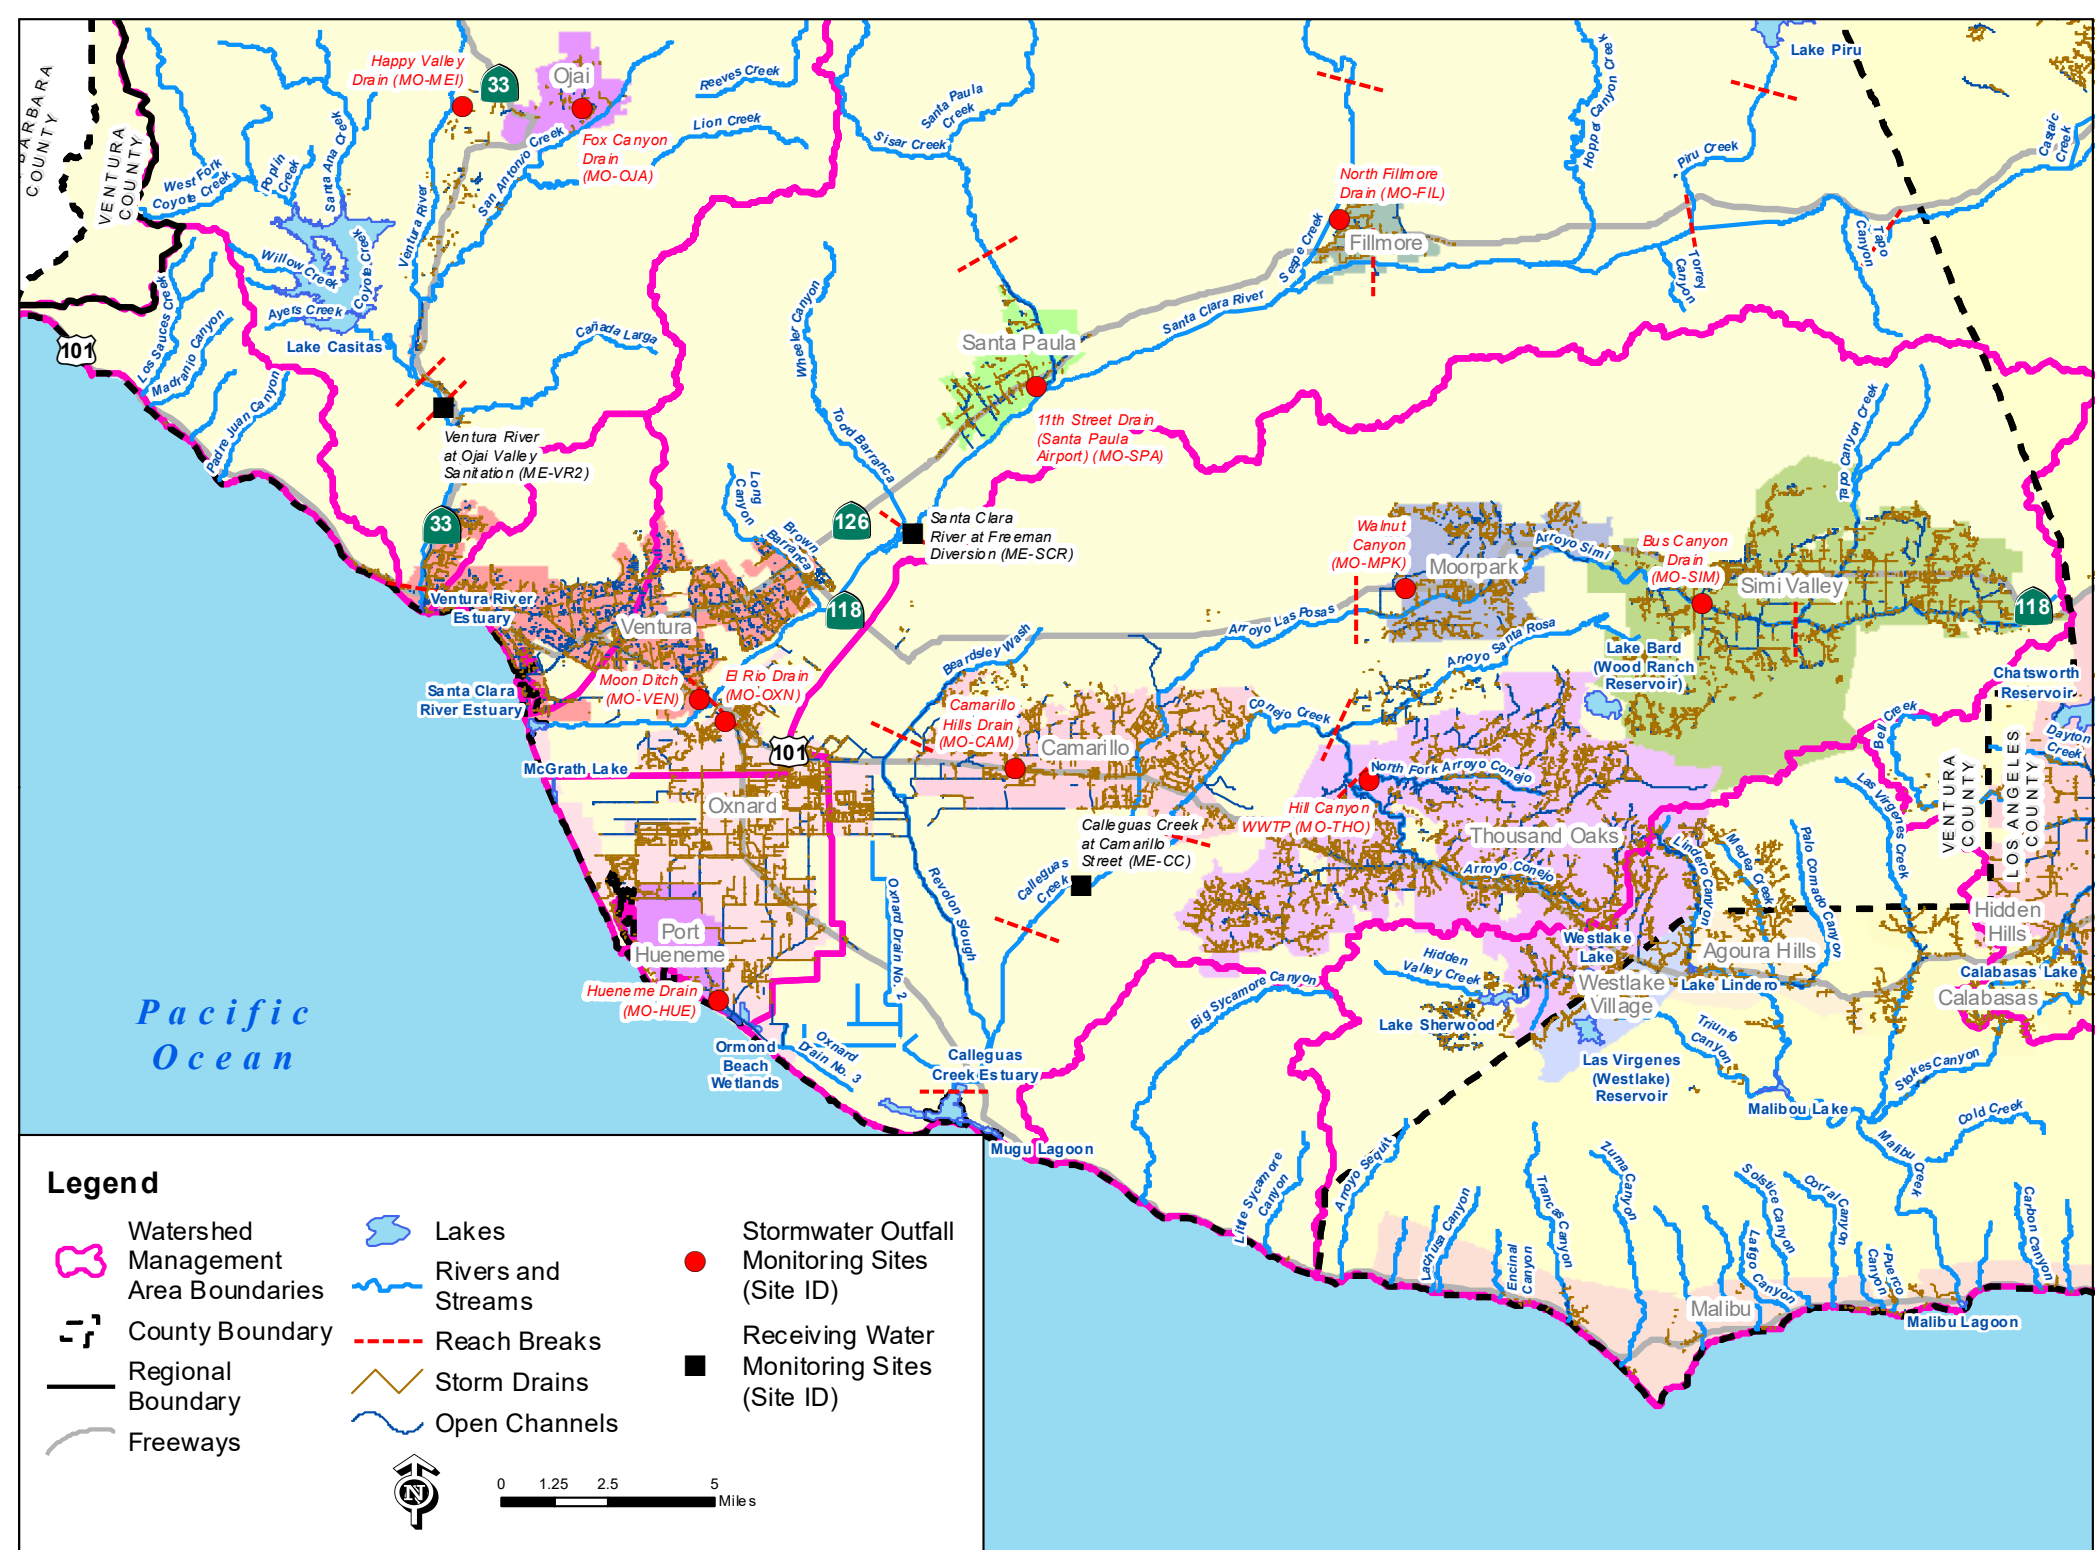 BARBARA
COUNTY
VENTURA
COUNTY
Happy Valley
Drain (MO-MEI)
33
Ojai
Fox Canyon
Drain
(MO-OJA)
Reeves Creek
Lion Creek
San Antonio Creek
Ventura River
West Fork
Coyote Creek
Poplin
Creek
Santa Ana Creek
Willow Creek
Coyote Creek
Ayers Creek
Lake Casitas
Los Sauces Creek
Madranio Canyon
Padre Juan Canyon
101
Cañada Larga
Ventura River
at Ojai Valley
Sanitation (ME-VR2)
33
Santa Paula
Creek
Sisar Creek
Wheeler Canyon
Todd Barranca
Santa Paula
11th Street Drain
(Santa Paula
Airport) (MO-SPA)
Santa Clara River
Sespe Creek
North Fillmore
Drain (MO-FIL)
Fillmore
Hopper Canyon Creek
Lake Piru
Piru Creek
Torrey
Canyon
Tapo
Canyon
Castaic
Creek
Long
Canyon
Brown
Barranca
126
118
Santa Clara
River at Freeman
Diversion (ME-SCR)
Ventura River
Estuary
Ventura
Moon Ditch
(MO-VEN)
El Rio Drain
(MO-OXN)
Santa Clara
River Estuary
McGrath Lake
101
Oxnard
Port
Hueneme
Hueneme Drain
(MO-HUE)
Ormond
Beach
Wetlands
Oxnard
Drain No. 3
Oxnard Drain No. 2
Revolon Slough
Beardsley Wash
Camarillo
Hills Drain
(MO-CAM)
Camarillo
Calleguas Creek
at Camarillo
Street (ME-CC)
Calleguas
Creek
Calleguas
Creek Estuary
Mugu Lagoon
Arroyo Las Posas
Walnut
Canyon
(MO-MPK)
Moorpark
Arroyo Simi
Arroyo Santa Rosa
Conejo Creek
Bus Canyon
Drain
(MO-SIM)
Simi Valley
Tapo Canyon Creek
118
Lake Bard
(Wood Ranch
Reservoir)
North Fork Arroyo Conejo
Hill Canyon
WWTP (MO-THO)
Thousand Oaks
Arroyo Conejo
Chatsworth
Reservoir
Bell Creek
Dayton
Creek
VENTURA
COUNTY
LOS ANGELES
COUNTY
Las Virgenes Creek
Palo Comado Canyon
Medea Creek
Lindero Canyon
Hidden
Hills
Westlake
Lake
Agoura Hills
Calabasas Lake
Calabasas
Westlake
Village
Lake Lindero
Hidden
Valley Creek
Lake Sherwood
Big Sycamore Canyon
Las Virgenes
(Westlake)
Reservoir
Triunfo
Canyon
Malibou Lake
Stokes Canyon
Cold Creek
Malibu Creek
Little Sycamore
Canyon
Arroyo Sequit
Lachusa Canyon
Encinal
Canyon
Trancas Canyon
Zuma Canyon
Solstice Canyon
Latigo Canyon
Corral Canyon
Puerco
Canyon
Carbon Canyon
Malibu
Malibu Lagoon
Pacific
Ocean
Legend
Watershed
Management
Area Boundaries
County Boundary
Regional
Boundary
Freeways
Lakes
Rivers and
Streams
Reach Breaks
Storm Drains
Open Channels
Stormwater Outfall
Monitoring Sites
(Site ID)
Receiving Water
Monitoring Sites
(Site ID)
N
0 1.25 2.5 5
Miles